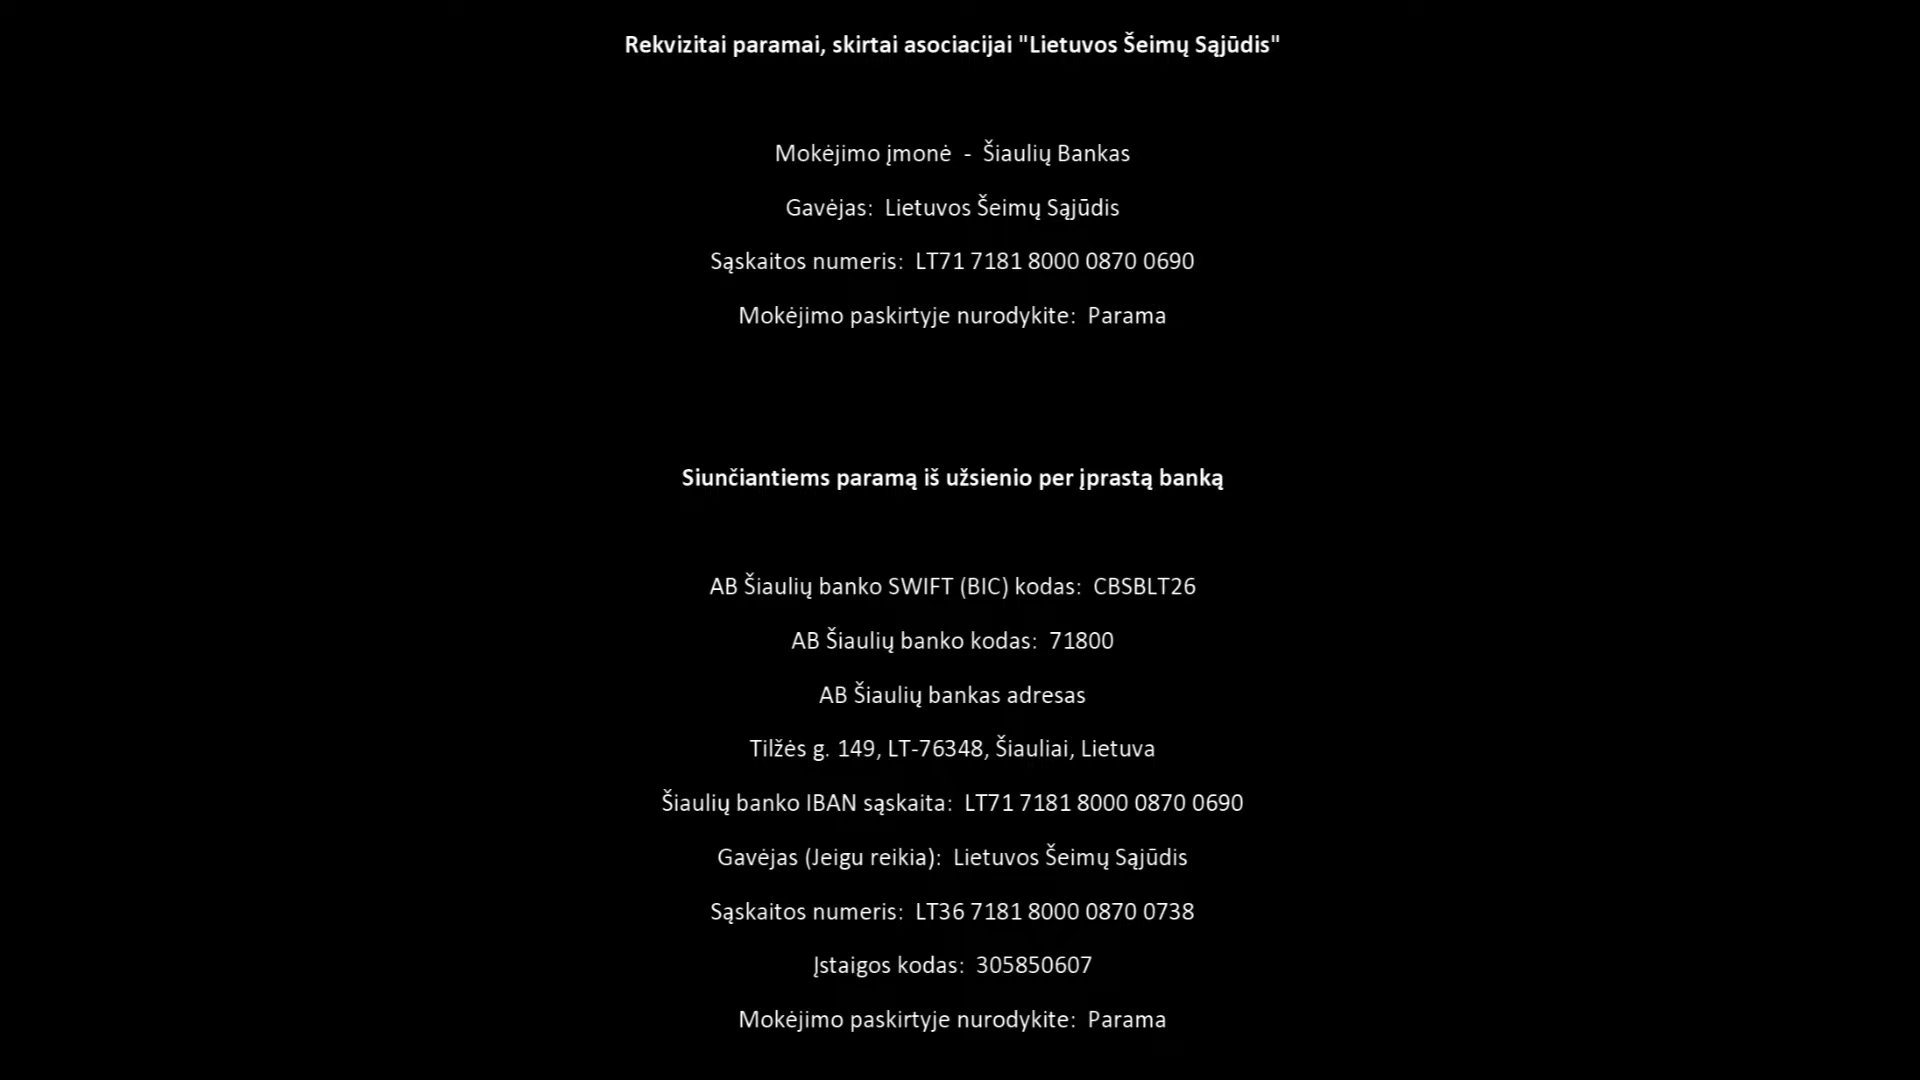 Rekvizitai paramai, skirtai asociacijai "Lietuvos Šeimų Sąjūdis"
Mokėjimo įmonė - Šiaulių Bankas
Gavėjas: Lietuvos Šeimų Sąjūdis
Sąskaitos numeris: LT71 7181 8000 0870 0690
Mokėjimo paskirtyje nurodykite: Parama
Siunčiantiems paramą iš užsienio per įprastą banką
AB Šiaulių banko SWIFT (BIC) kodas: CBSBLT26
AB Šiaulių banko kodas: 71800
AB Šiaulių bankas adresas
Tilžės g. 149, LT-76348, Šiauliai, Lietuva
Šiaulių banko IBAN sąskaita: LT71 7181 8000 0870 0690
Gavėjas (Jeigu reikia): Lietuvos Šeimų Sąjūdis
Sąskaitos numeris: LT36 7181 8000 0870 0738
Įstaigos kodas: 305850607
Mokėjimo paskirtyje nurodykite: Parama